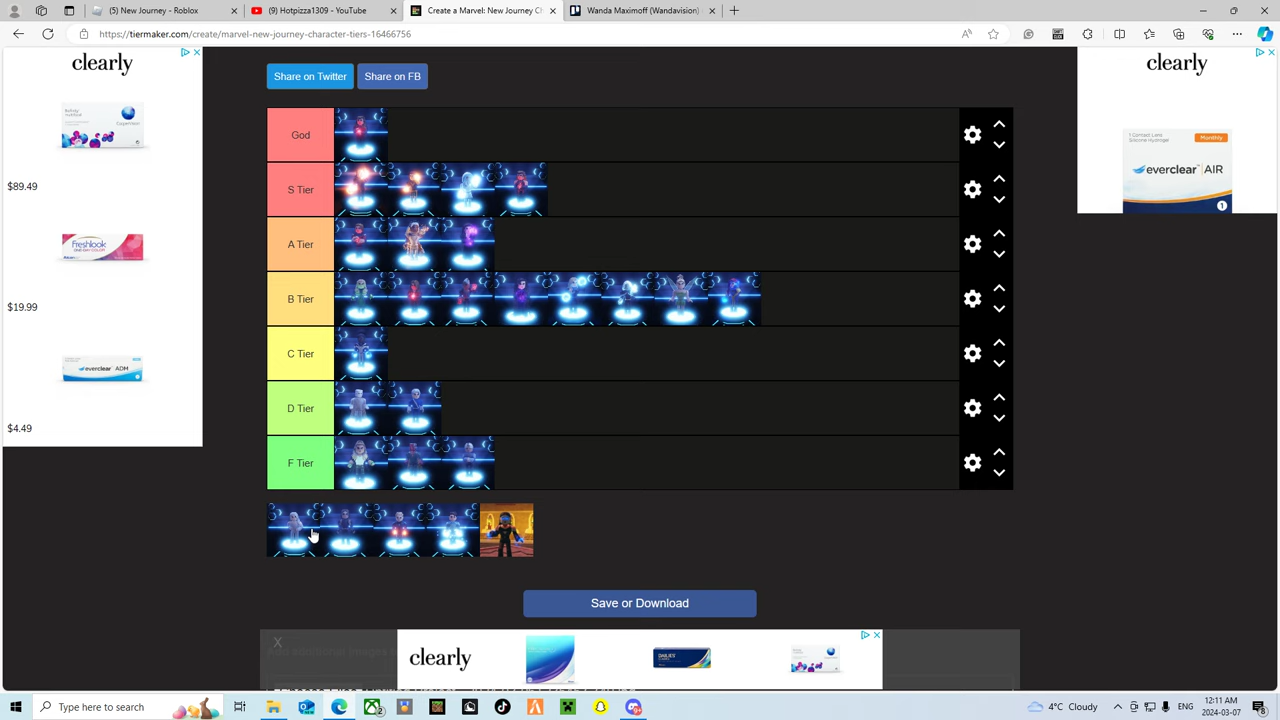 (5) New Journey - Roblox
Hotpizza1309 - YouTube
Create a Marvel: New Journey Ch
Wanda Maximoff (Wandavision)
https://tiermaker.com/create/marvel-new-journey-character-tiers-16466756
clearly
$89.49
$19.99
$4.49
Share on Twitter
Share on FB
God
S Tier
A Tier
B Tier
C Tier
D Tier
F Tier
Save or Download
X
clearly
clearly
Monthly
everclear AIR
Type here to search
4°C Cloudy
12:11 AM
2024-03-07